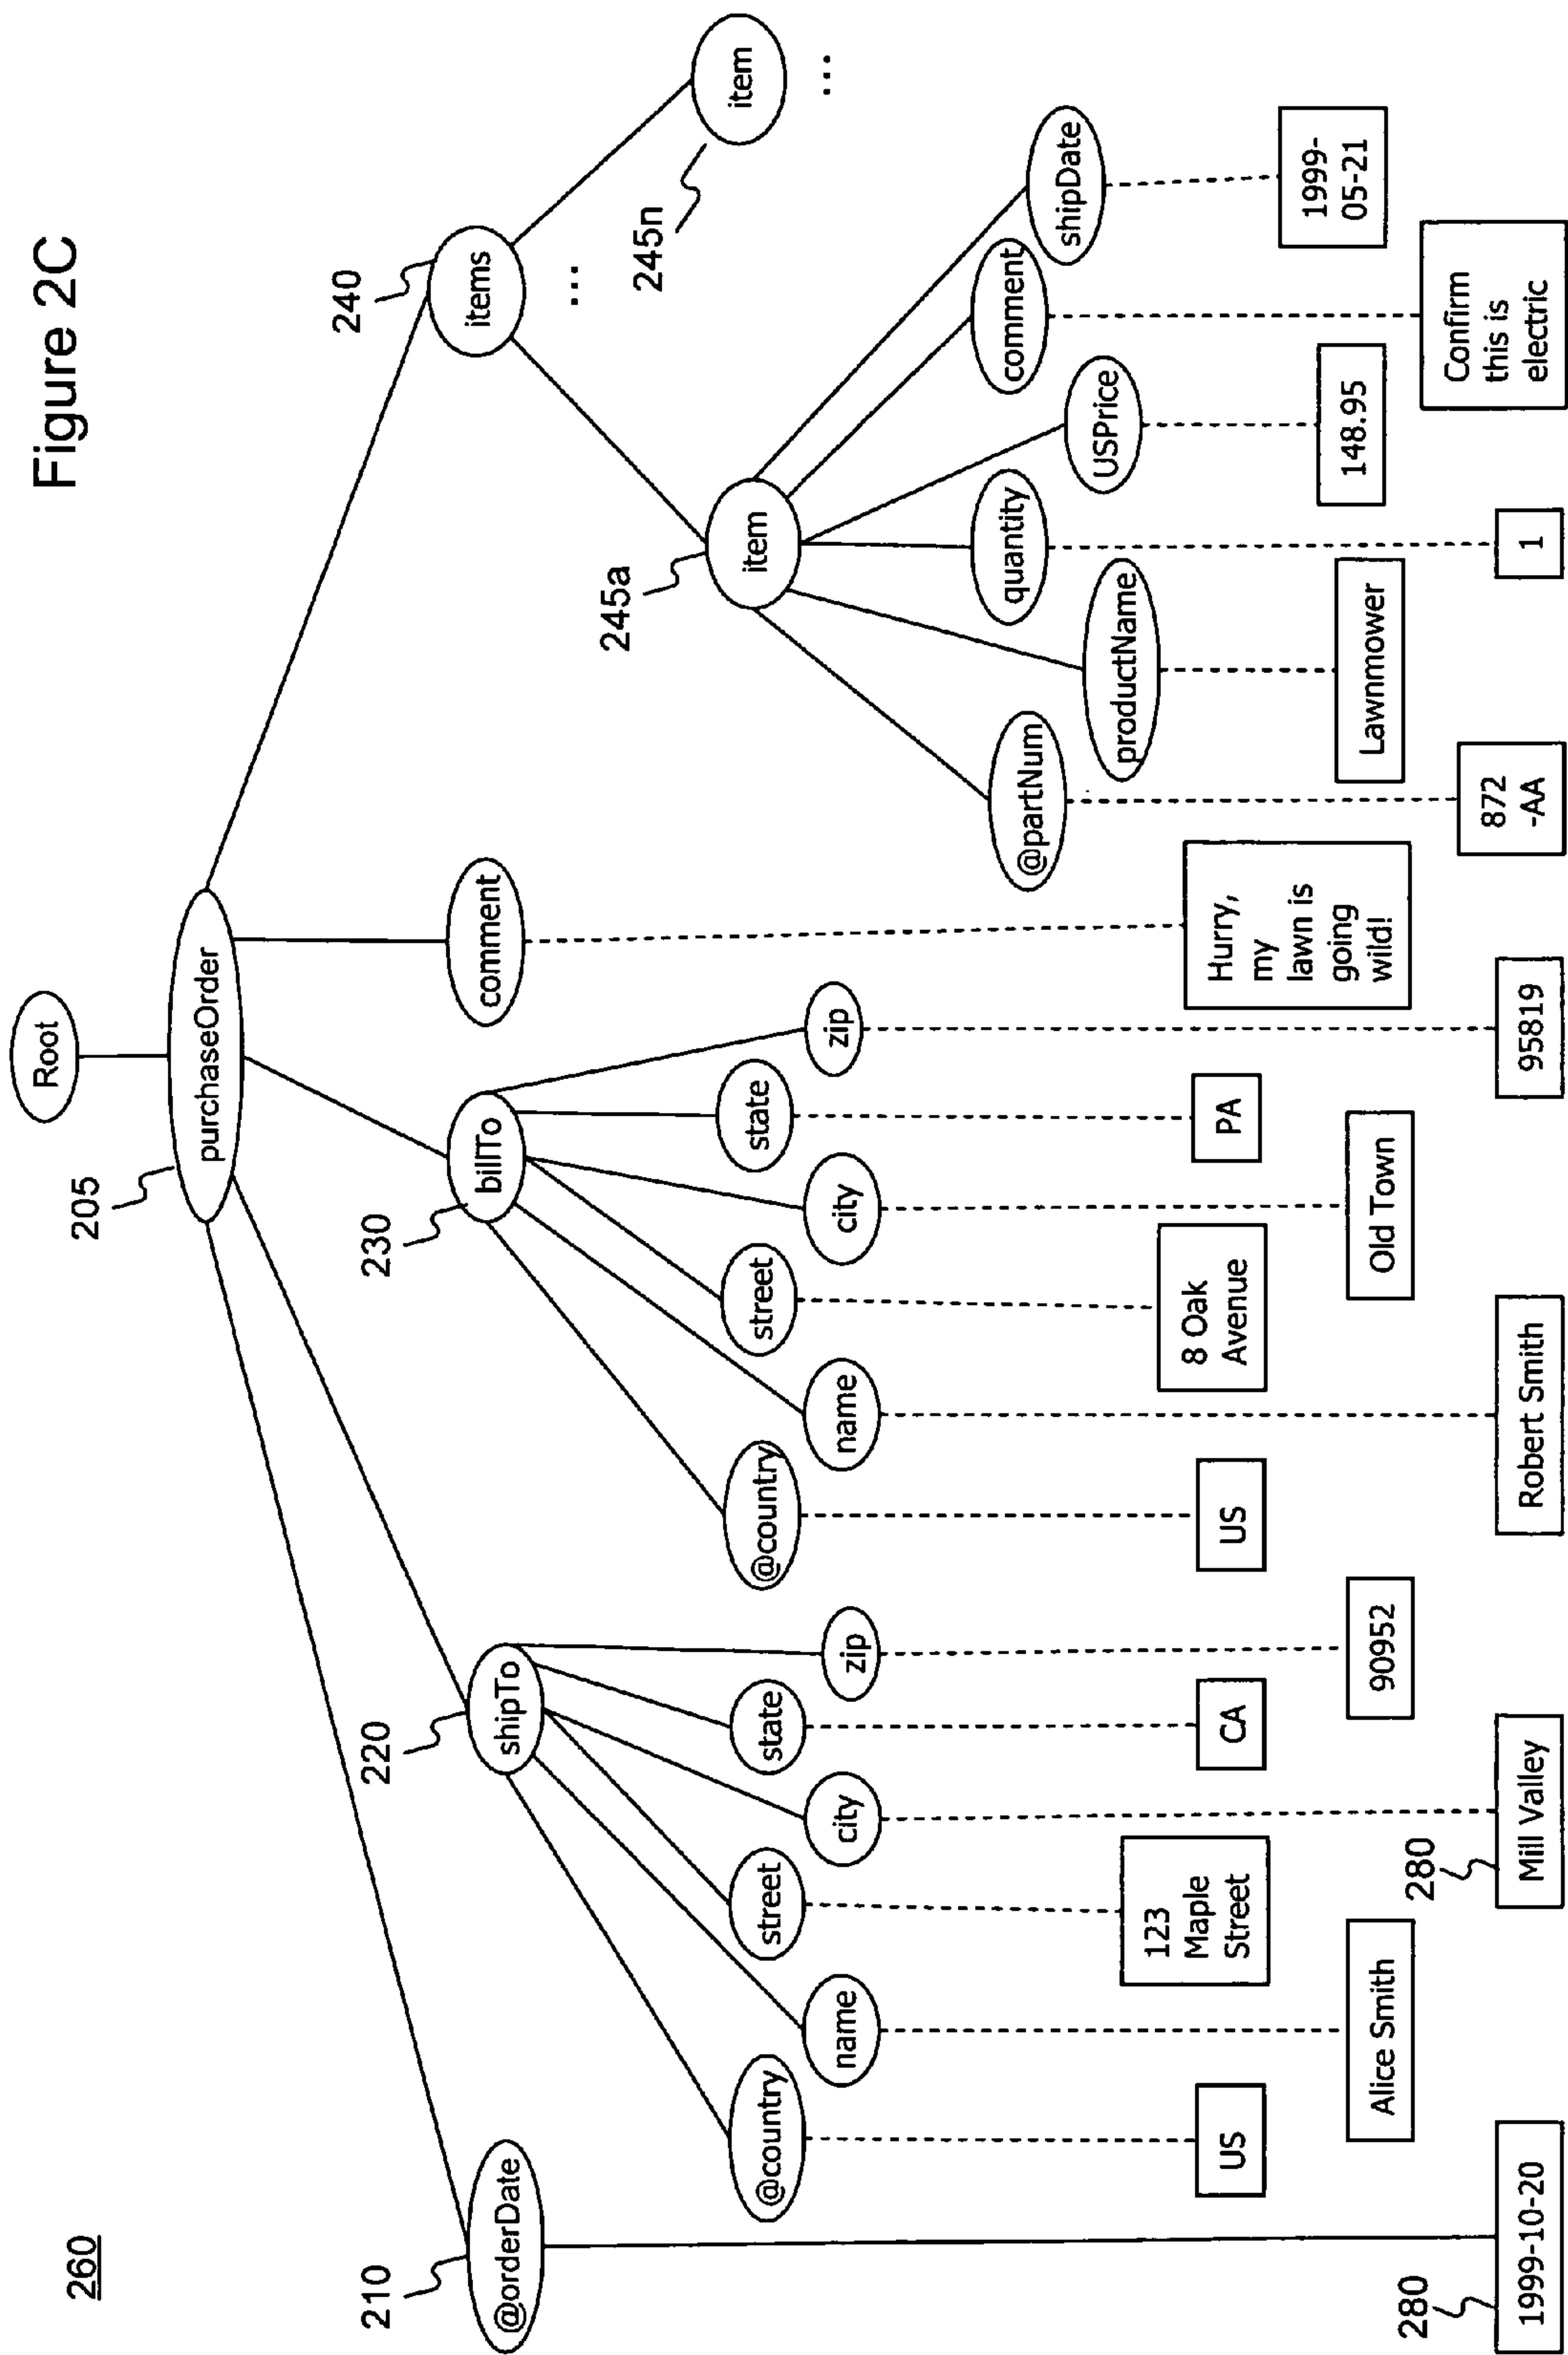 Figure 2C
260
Root
205
purchaseOrder
210
@orderDate
220
shipTo
230
billTo
comment
240
items
...
@country
name
street
city
state
zip
@country
name
street
city
state
zip
245a
item
245n
item
...
@partNum
productName
quantity
USPrice
comment
shipDate
280
1999-10-20
US
Alice Smith
123
Maple
Street
280
Mill Valley
CA
90952
US
Robert Smith
8 Oak
Avenue
Old Town
PA
95819
Hurry,
my
lawn is
going
wild!
872
-AA
Lawnmower
1
148.95
Confirm
this is
electric
1999-
05-21